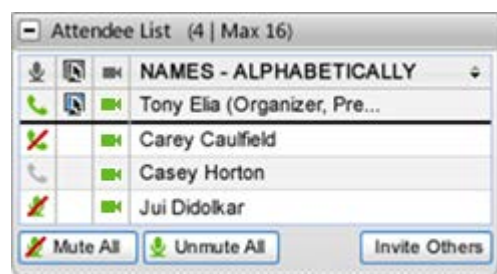 Attendee List (4 | Max 16)
NAMES - ALPHABETICALLY
Tony Elia (Organizer, Pre...
Carey Caulfield
Casey Horton
Jui Didolkar
Mute All Unmute All Invite Others